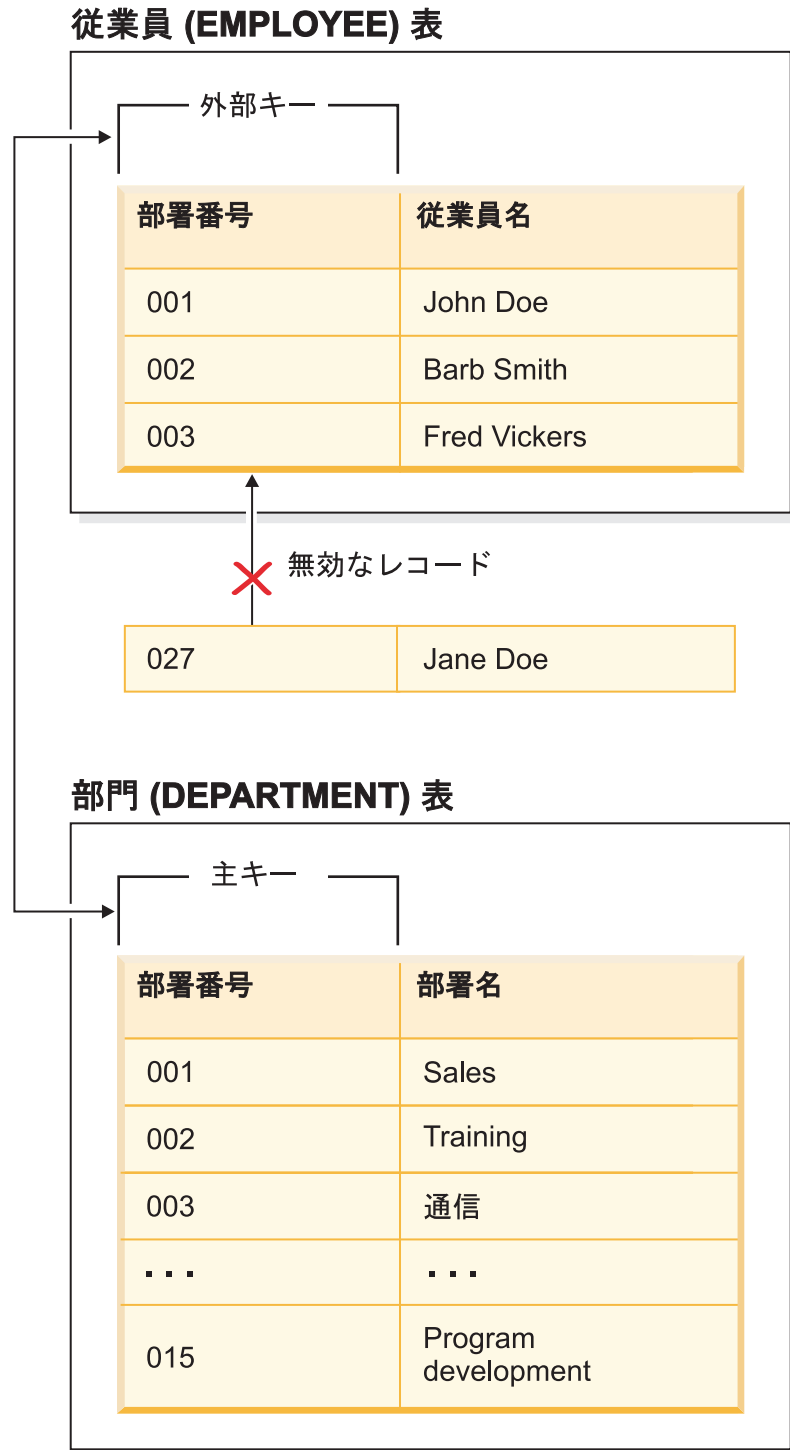 従業員 (EMPLOYEE) 表
外部キー
部署番号 従業員名
001 John Doe
002 Barb Smith
003 Fred Vickers
無効なレコード
027 Jane Doe
部門 (DEPARTMENT) 表
主キー
部署番号 部署名
001 Sales
002 Training
003 通信
... ...
015 Program
development